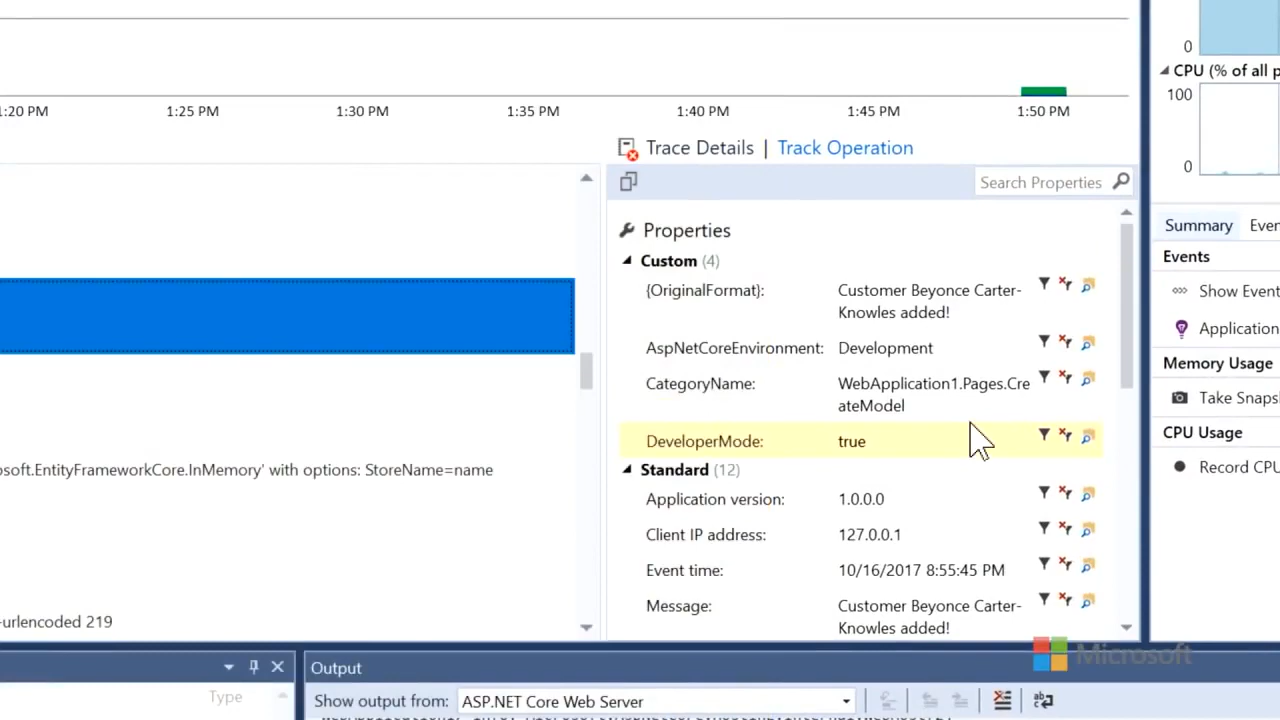 0
CPU (% of all p
100
0
1:20 PM 1:25 PM 1:30 PM 1:35 PM 1:40 PM 1:45 PM 1:50 PM
Trace Details | Track Operation
Search Properties
Properties
Custom (4)
{OriginalFormat}: Customer Beyonce Carter-
Knowles added!
AspNetCoreEnvironment: Development
CategoryName: WebApplication1.Pages.Cre
ateModel
DeveloperMode: true
Standard (12)
Application version: 1.0.0.0
Client IP address: 127.0.0.1
Event time: 10/16/2017 8:55:45 PM
Message: Customer Beyonce Carter-
Knowles added!
osoft.EntityFrameworkCore.InMemory' with options: StoreName=name
-urlencoded 219
Summary Even
Events
Show Event
Application
Memory Usage
Take Snaps
CPU Usage
Record CPU
Microsoft
Type
Output
Show output from: ASP.NET Core Web Server